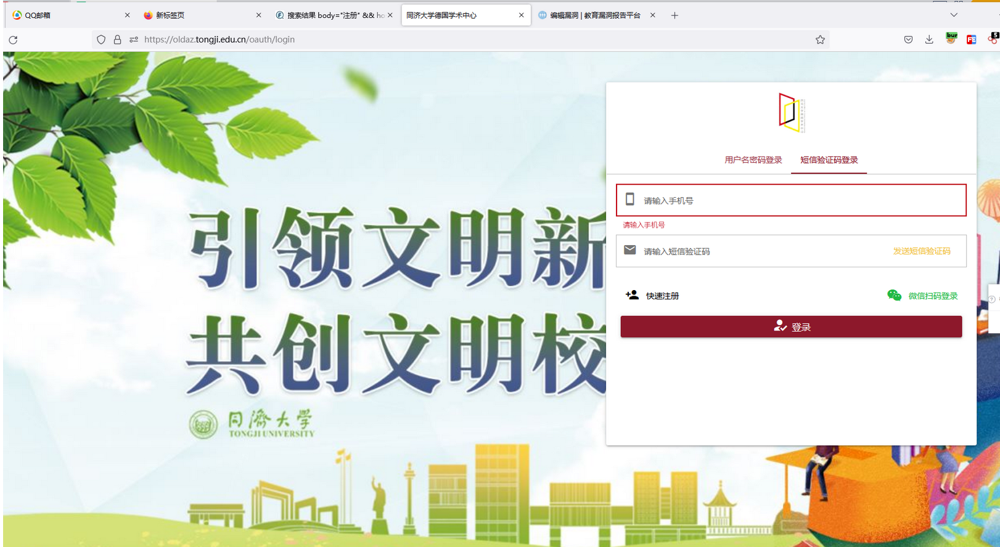 QQ邮箱
新标签页
搜索结果 body="注册" && ho
同济大学德国学术中心
编辑漏洞 | 教育漏洞报告平台
https://oldaz.tongji.edu.cn/oauth/login
bur
FE
5
用户名密码登录
短信验证码登录
请输入手机号
请输入手机号
请输入短信验证码
发送短信验证码
快速注册
微信扫码登录
登录
引领文明新
共创文明校
同濟大学
TONGJI UNIVERSITY